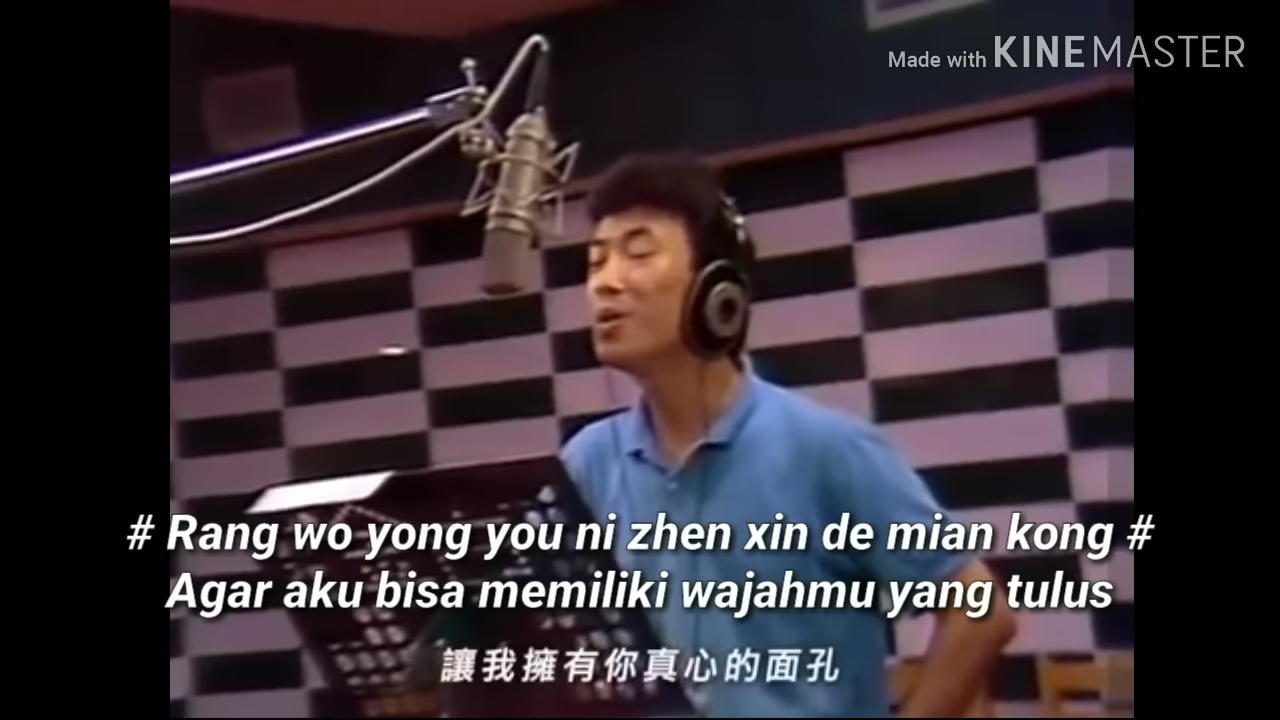 Made with KINEMASTER
# Rang wo yong you ni zhen xin de mian kong #
Agar aku bisa memiliki wajahmu yang tulus
讓我擁有你真心的面孔